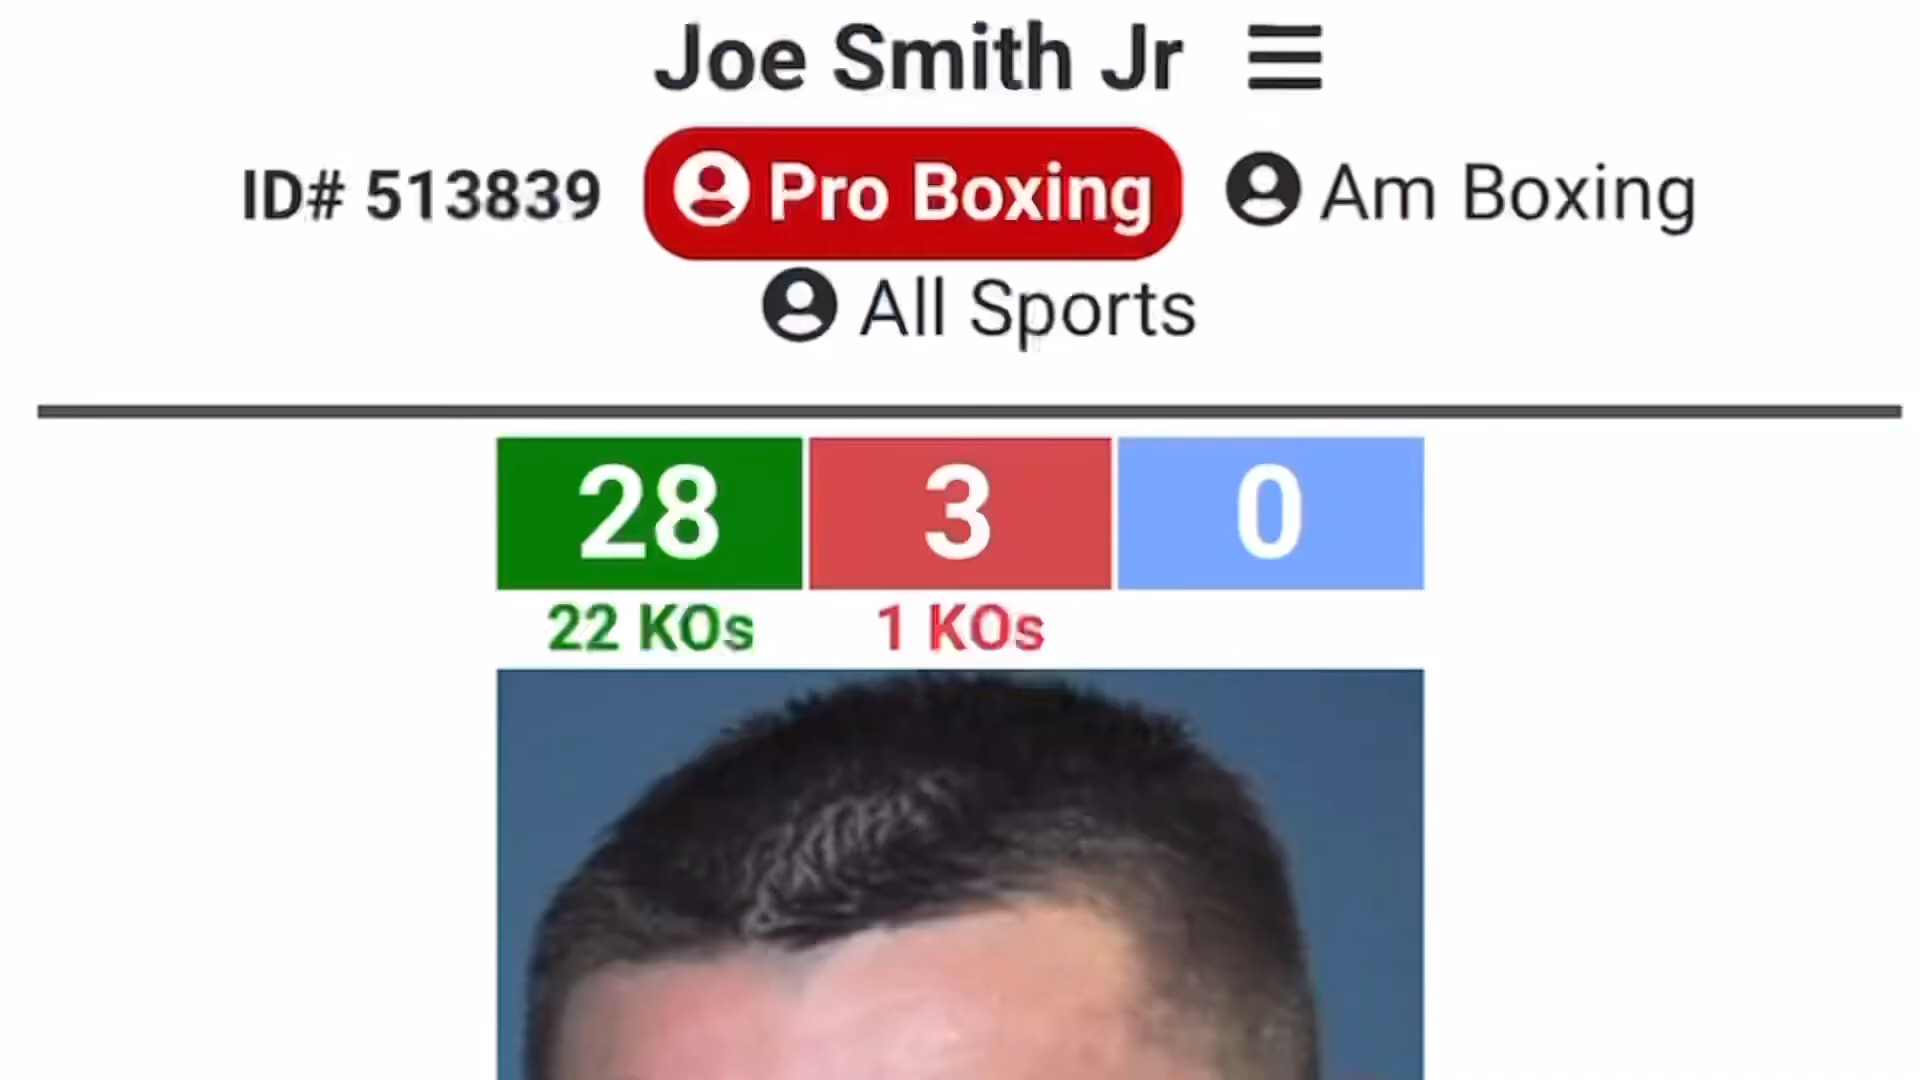 Joe Smith Jr
ID# 513839 Pro Boxing Am Boxing
All Sports
28 3 0
22 KOs 1 KOs